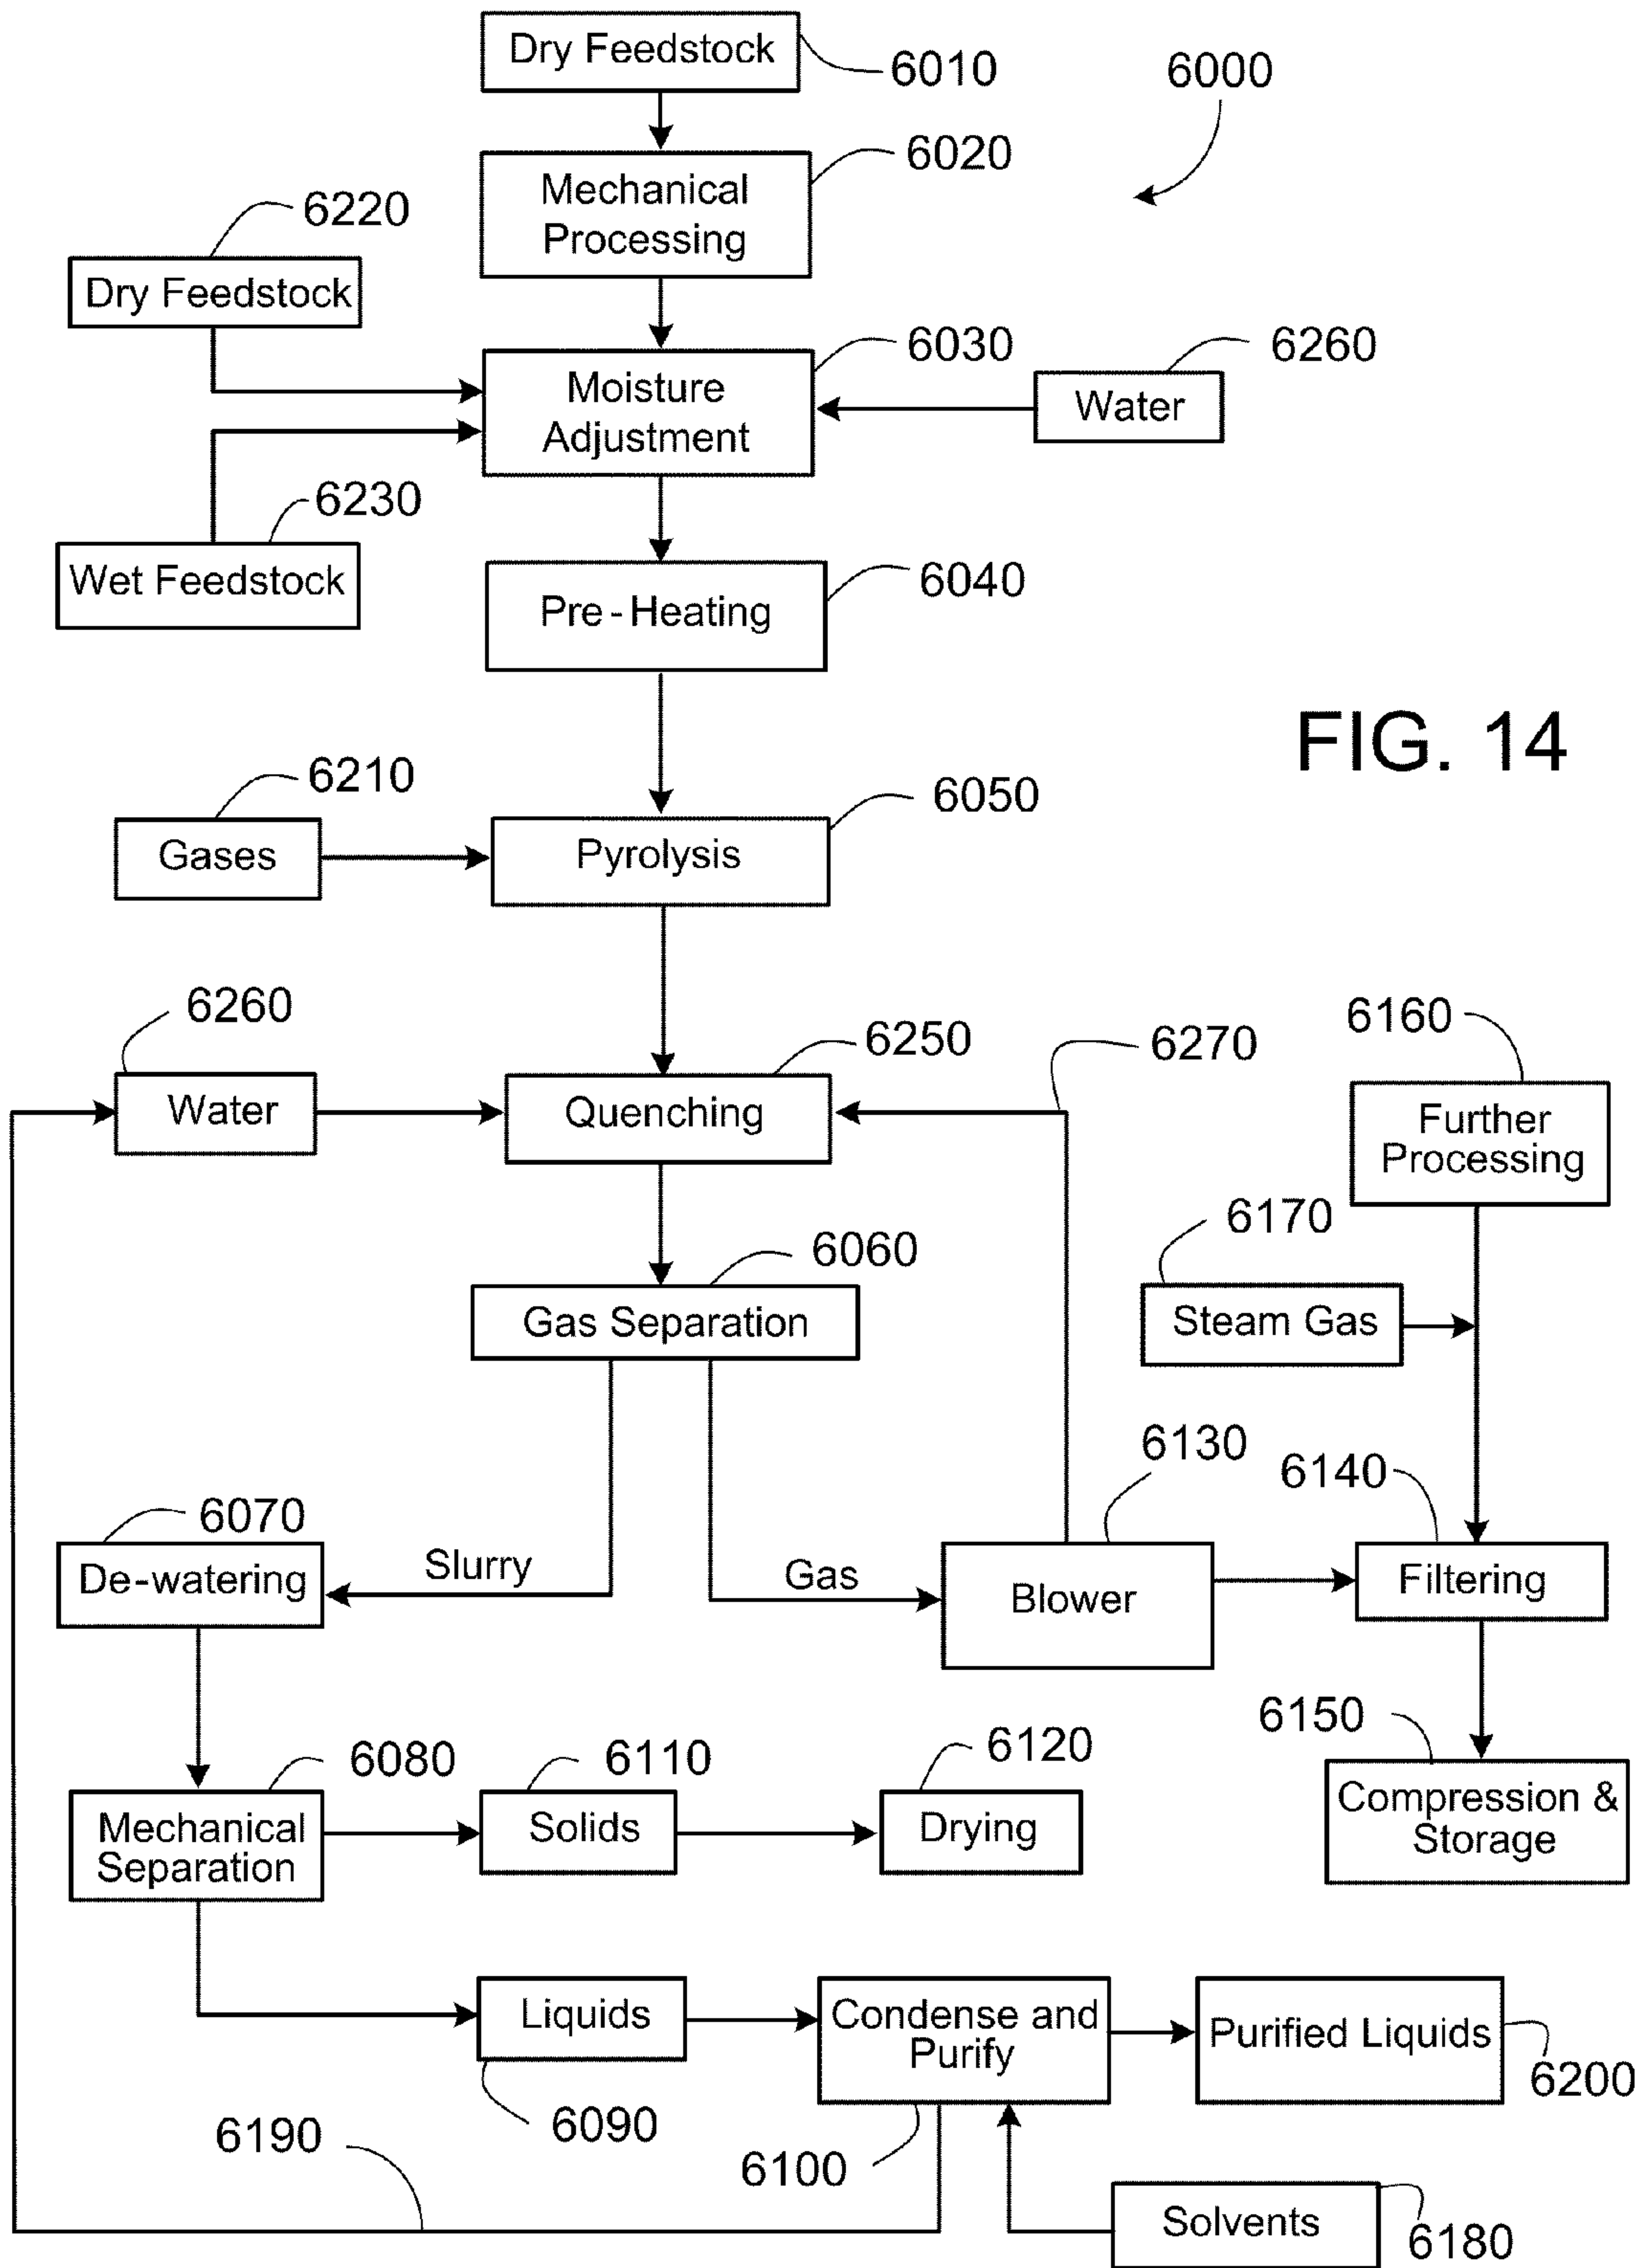 Dry Feedstock
6010
6000
Mechanical
Processing
6020
6220
Dry Feedstock
Moisture
Adjustment
6030
6260
Water
6230
Wet Feedstock
Pre-Heating
6040
FIG. 14
6210
Gases
Pyrolysis
6050
6260
Water
Quenching
6250
6270
6160
Further
Processing
6170
Steam Gas
6060
Gas Separation
6070
De-watering
Slurry
Gas
6130
Blower
6140
Filtering
6150
Compression &
Storage
6080
Mechanical
Separation
6110
Solids
6120
Drying
Liquids
6090
Condense and
Purify
6100
Purified Liquids
6200
6190
Solvents
6180